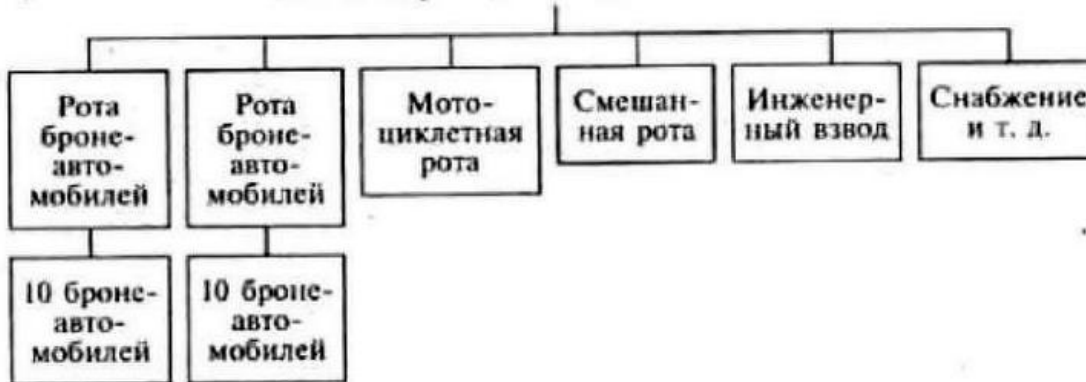 Рота
броне-
авто-
мобилей
Рота
броне-
авто-
мобилей
Мото-
циклетная
рота
Смешан-
ная рота
Инженер-
ный взвод
Снабжение
и т. д.
10 броне-
авто-
мобилей
10 броне-
авто-
мобилей